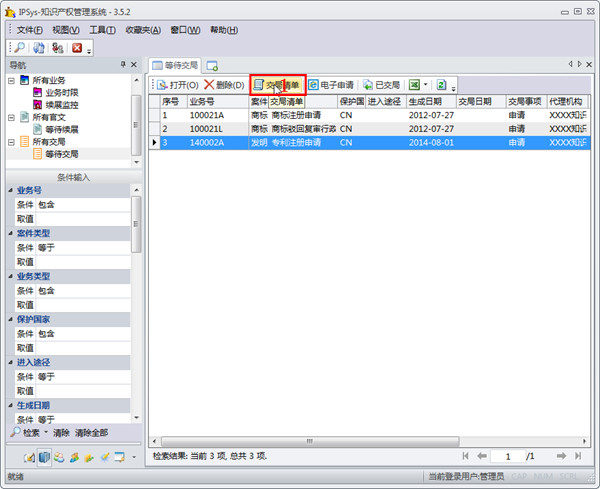 IPSys-知识产权管理系统 - 3.5.2
文件(F) 视图(V) 工具(T) 收藏夹(A) 窗口(W) 帮助(H)
导航
所有业务
业务时限
续展监控
所有官文
等待续展
所有交局
等待交局
条件输入
业务号
条件 包含
取值
案件类型
条件 等于
取值
业务类型
条件 包含
取值
保护国家
条件 包含
取值
进入途径
条件 等于
取值
生成日期
条件 等于
检索 清除 清除全部
等待交局
打开(O) 删除(D) 交局清单 电子申请 已交局
序号 业务号 案件 交局清单 保护国 进入途径 生成日期 交局日期 交局事项 代理机构
1 100021A 商标 商标注册申请 CN 2012-07-27 申请 XXXX知识
2 100021L 商标 商标驳回复审行政 CN 2012-07-27 申请 XXXX知识
3 140002A 发明 专利注册申请 CN 2014-08-01 申请 XXXX知识
检索结果: 当前 3 项, 总共 3 项.
1 /1
就绪
当前登录用户:管理员 CAP NUM SCRL